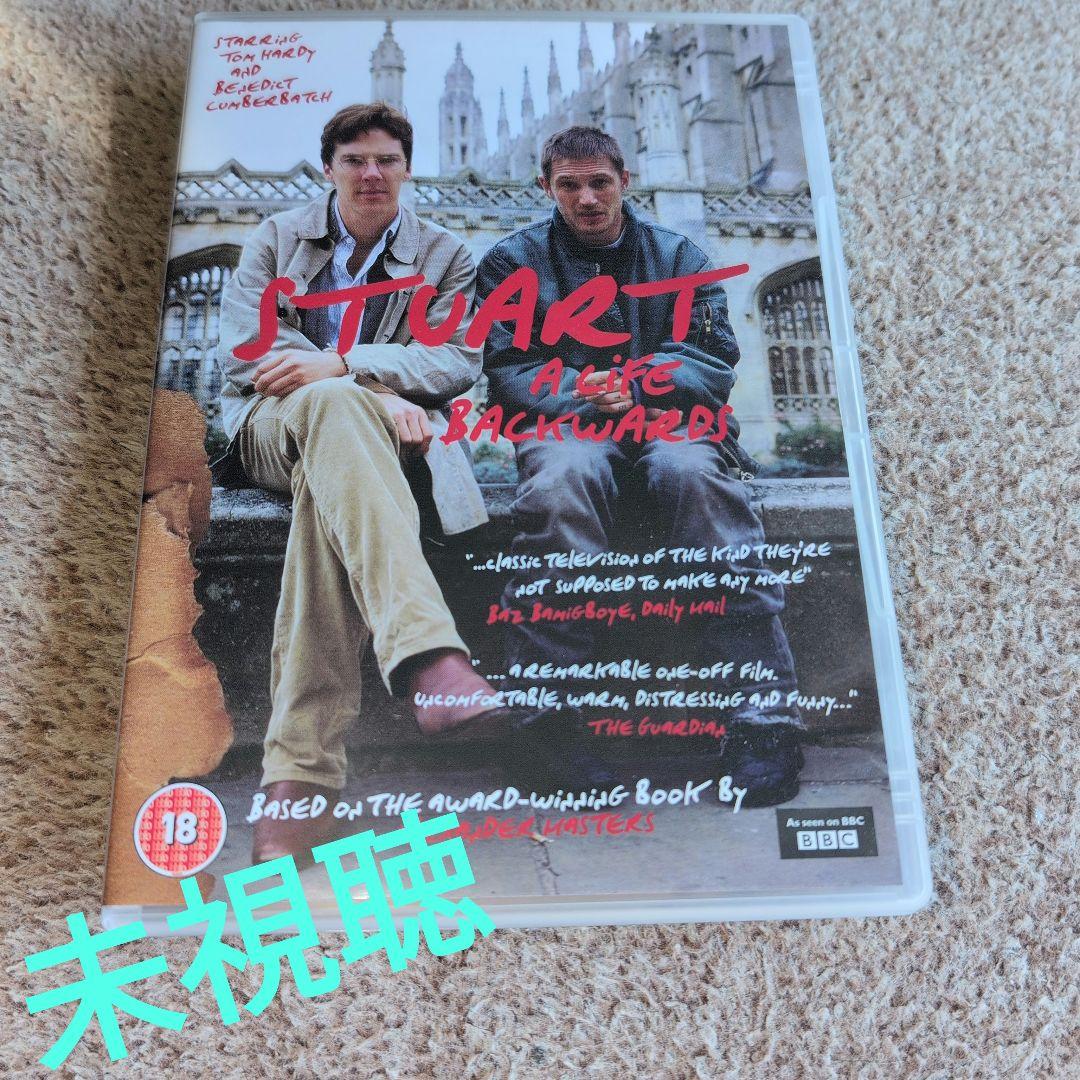 STARRING
TOM HARDY
AND
BENEDICT
CUMBERBATCH
STUART
A LIFE
BACKWARDS
"...CLASSIC TELEVISION OF THE KIND THEY'RE
NOT SUPPOSED TO MAKE ANY MORE"
BAZ BAMIGBOYE, DAILY MAIL
"... A REMARKABLE ONE-OFF FILM.
UNCOMFORTABLE, WARM, DISTRESSING AND FUNNY..."
THE GUARDIAN
BASED ON THE AWARD-WINNING BOOK BY
MASTERS
18
As seen on BBC
BBC
未視聴